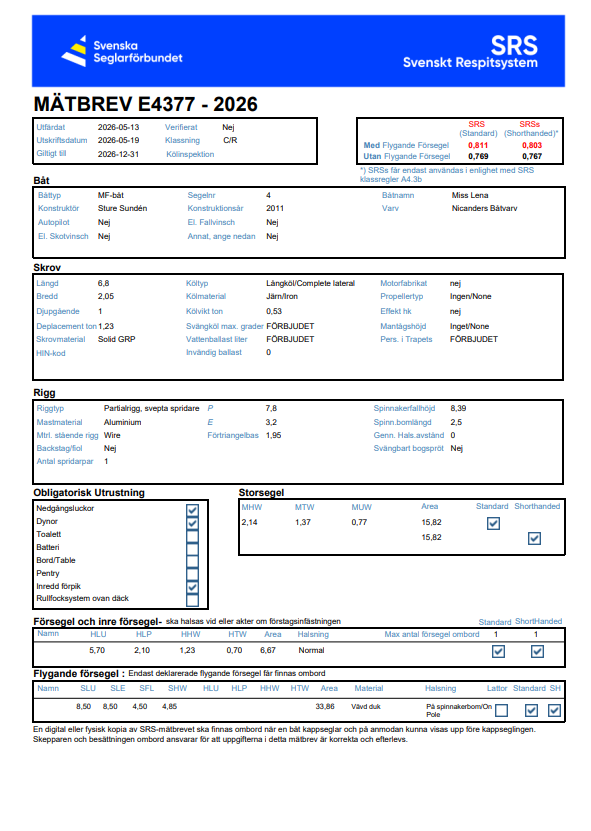 Svenska
Seglarförbundet
SRS
Svenskt Respitsystem
MÄTBREV E4377 - 2026
Utfärdat 2026-05-13 Verifierat Nej
Utskriftsdatum 2026-05-19 Klassning C/R
Giltigt till 2026-12-31 Kölinspektion
SRS SRSs
(Standard) (Shorthanded)*
Med Flygande Försegel 0,811 0,803
Utan Flygande Försegel 0,769 0,767
*) SRSs får endast användas i enlighet med SRS
klassregler A4.3b
Båt
Båttyp MF-båt Segelnr 4 Båtnamn Miss Lena
Konstruktör Sture Sundén Konstruktionsår 2011 Varv Nicanders Båtvarv
Autopilot Nej El. Fallvinsch Nej
El. Skotvinsch Nej Annat, ange nedan Nej
Skrov
Längd 6,8 Költyp Långköl/Complete lateral Motorfabrikat nej
Bredd 2,05 Kölmaterial Järn/Iron Propellertyp Ingen/None
Djupgående 1 Kölvikt ton 0,53 Effekt hk nej
Deplacement ton 1,23 Svängköl max. grader FÖRBJUDET Mantågshöjd Inget/None
Skrovmaterial Solid GRP Vattenballast liter FÖRBJUDET Pers. i Trapets FÖRBJUDET
HIN-kod Invändig ballast 0
Rigg
Riggtyp Partialrigg, svepta spridare P 7,8 Spinnakerfallhöjd 8,39
Mastmaterial Aluminium E 3,2 Spinn.bomlängd 2,5
Mtrl. stående rigg Wire Förtriangelbas 1,95 Genn. Hals.avstånd 0
Backstag/fiol Nej Svängbart bogspröt Nej
Antal spridarpar 1
Obligatorisk Utrustning
Nedgångsluckor
Dynor
Toalett
Batteri
Bord/Table
Pentry
Inredd förpik
Rullfocksystem ovan däck
Storsegel
MHW MTW MUW Area Standard Shorthanded
2,14 1,37 0,77 15,82
15,82
Försegel och inre försegel- ska halsas vid eller akter om förstagsinfästningen Standard ShortHanded
Namn HLU HLP HHW HTW Area Halsning Max antal försegel ombord 1 1
5,70 2,10 1,23 0,70 6,67 Normal
Flygande försegel : Endast deklarerade flygande försegel får finnas ombord
Namn SLU SLE SFL SHW HLU HLP HHW HTW Area Material Halsning Lattor Standard SH
8,50 8,50 4,50 4,85 33,86 Vävd duk På spinnakerbom/On
Pole
En digital eller fysisk kopia av SRS-mätbrevet ska finnas ombord när en båt kappseglar och på anmodan kunna visas upp före kappseglingen.
Skepparen och besättningen ombord ansvarar för att uppgifterna i detta mätbrev är korrekta och efterlevs.